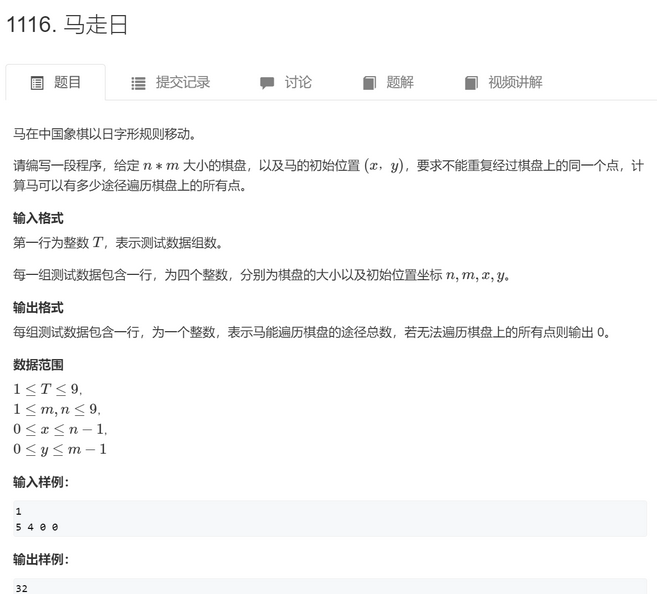 1116. 马走日
题目 提交记录 讨论 题解 视频讲解
马在中国象棋以日字形规则移动。
请编写一段程序，给定 n ∗ m 大小的棋盘，以及马的初始位置 (x，y)，要求不能重复经过棋盘上的同一个点，计
算马可以有多少途径遍历棋盘上的所有点。
输入格式
第一行为整数 T，表示测试数据组数。
每一组测试数据包含一行，为四个整数，分别为棋盘的大小以及初始位置坐标 n, m, x, y。
输出格式
每组测试数据包含一行，为一个整数，表示马能遍历棋盘的途径总数，若无法遍历棋盘上的所有点则输出 0。
数据范围
1 ≤ T ≤ 9,
1 ≤ m, n ≤ 9,
0 ≤ x ≤ n − 1,
0 ≤ y ≤ m − 1
输入样例：
1
5 4 0 0
输出样例：
32